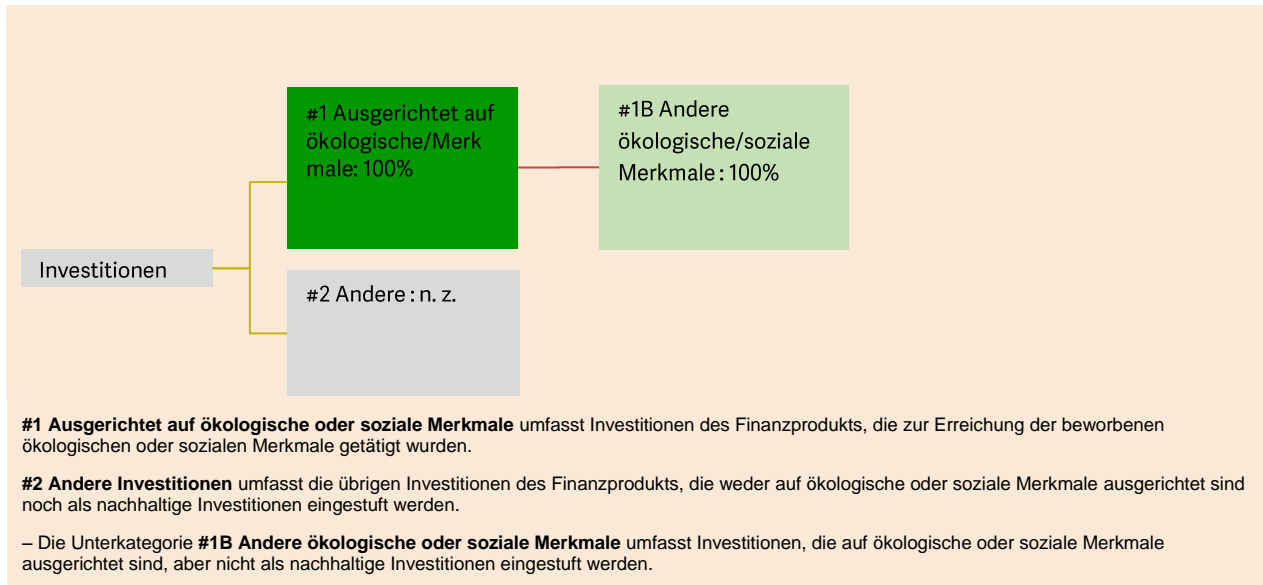 #1 Ausgerichtet auf
ökologische/Merk
male: 100%
#1B Andere
ökologische/soziale
Merkmale : 100%
Investitionen
#2 Andere : n. z.
#1 Ausgerichtet auf ökologische oder soziale Merkmale umfasst Investitionen des Finanzprodukts, die zur Erreichung der beworbenen
ökologischen oder sozialen Merkmale getätigt wurden.
#2 Andere Investitionen umfasst die übrigen Investitionen des Finanzprodukts, die weder auf ökologische oder soziale Merkmale ausgerichtet sind
noch als nachhaltige Investitionen eingestuft werden.
– Die Unterkategorie #1B Andere ökologische oder soziale Merkmale umfasst Investitionen, die auf ökologische oder soziale Merkmale
ausgerichtet sind, aber nicht als nachhaltige Investitionen eingestuft werden.